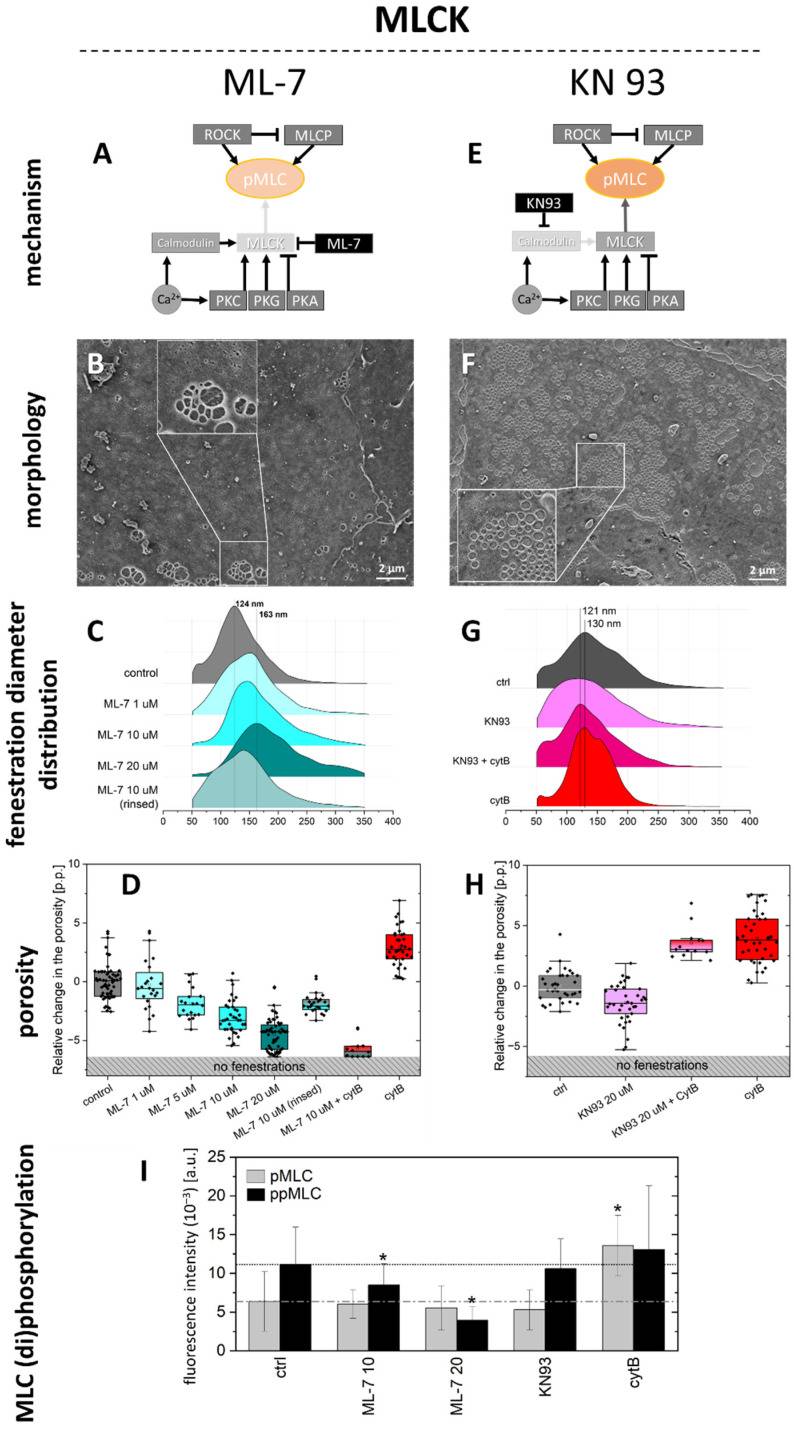 MLCK
ML-7
KN 93
mechanism
A
ROCK
MLCP
pMLC
Calmodulin
MLCK
ML-7
Ca2+
PKC
PKG
PKA
E
ROCK
MLCP
pMLC
KN93
Calmodulin
MLCK
Ca2+
PKC
PKG
PKA
morphology
B
2 μm
F
2 μm
fenestration diameter
distribution
C
124 nm
163 nm
control
ML-7 1 uM
ML-7 10 uM
ML-7 20 uM
ML-7 10 uM
(rinsed)
0 50 100 150 200 250 300 350 400
G
121 nm
130 nm
ctrl
KN93
KN93 + cytB
cytB
0 50 100 150 200 250 300 350 400
porosity
D
Relative change in the porosity [p.p.]
10
5
0
−5
no fenestrations
control
ML-7 1 uM
ML-7 5 uM
ML-7 10 uM
ML-7 20 uM
ML-7 10 uM (rinsed)
ML-7 10 uM + cytB
cytB
H
Relative change in the porosity [p.p.]
10
5
0
−5
no fenestrations
ctrl
KN93 20 uM
KN93 20 uM + CytB
cytB
MLC (di)phosphorylation
I
fluorescence intensity (10−3) [a.u.]
25
20
15
10
5
0
pMLC
ppMLC
*
*
*
ctrl
ML-7 10
ML-7 20
KN93
cytB